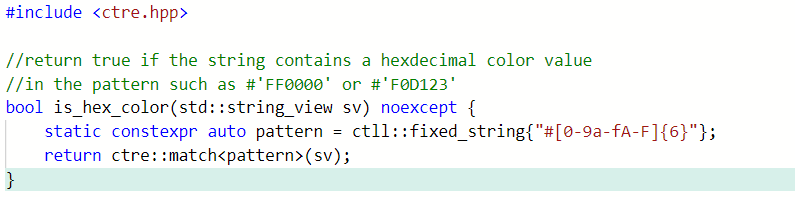 #include <ctre.hpp>
//return true if the string contains a hexdecimal color value
//in the pattern such as #'FF0000' or #'F0D123'
bool is_hex_color(std::string_view sv) noexcept {
    static constexpr auto pattern = ctll::fixed_string{"#[0-9a-fA-F]{6}"};
    return ctre::match<pattern>(sv);
}